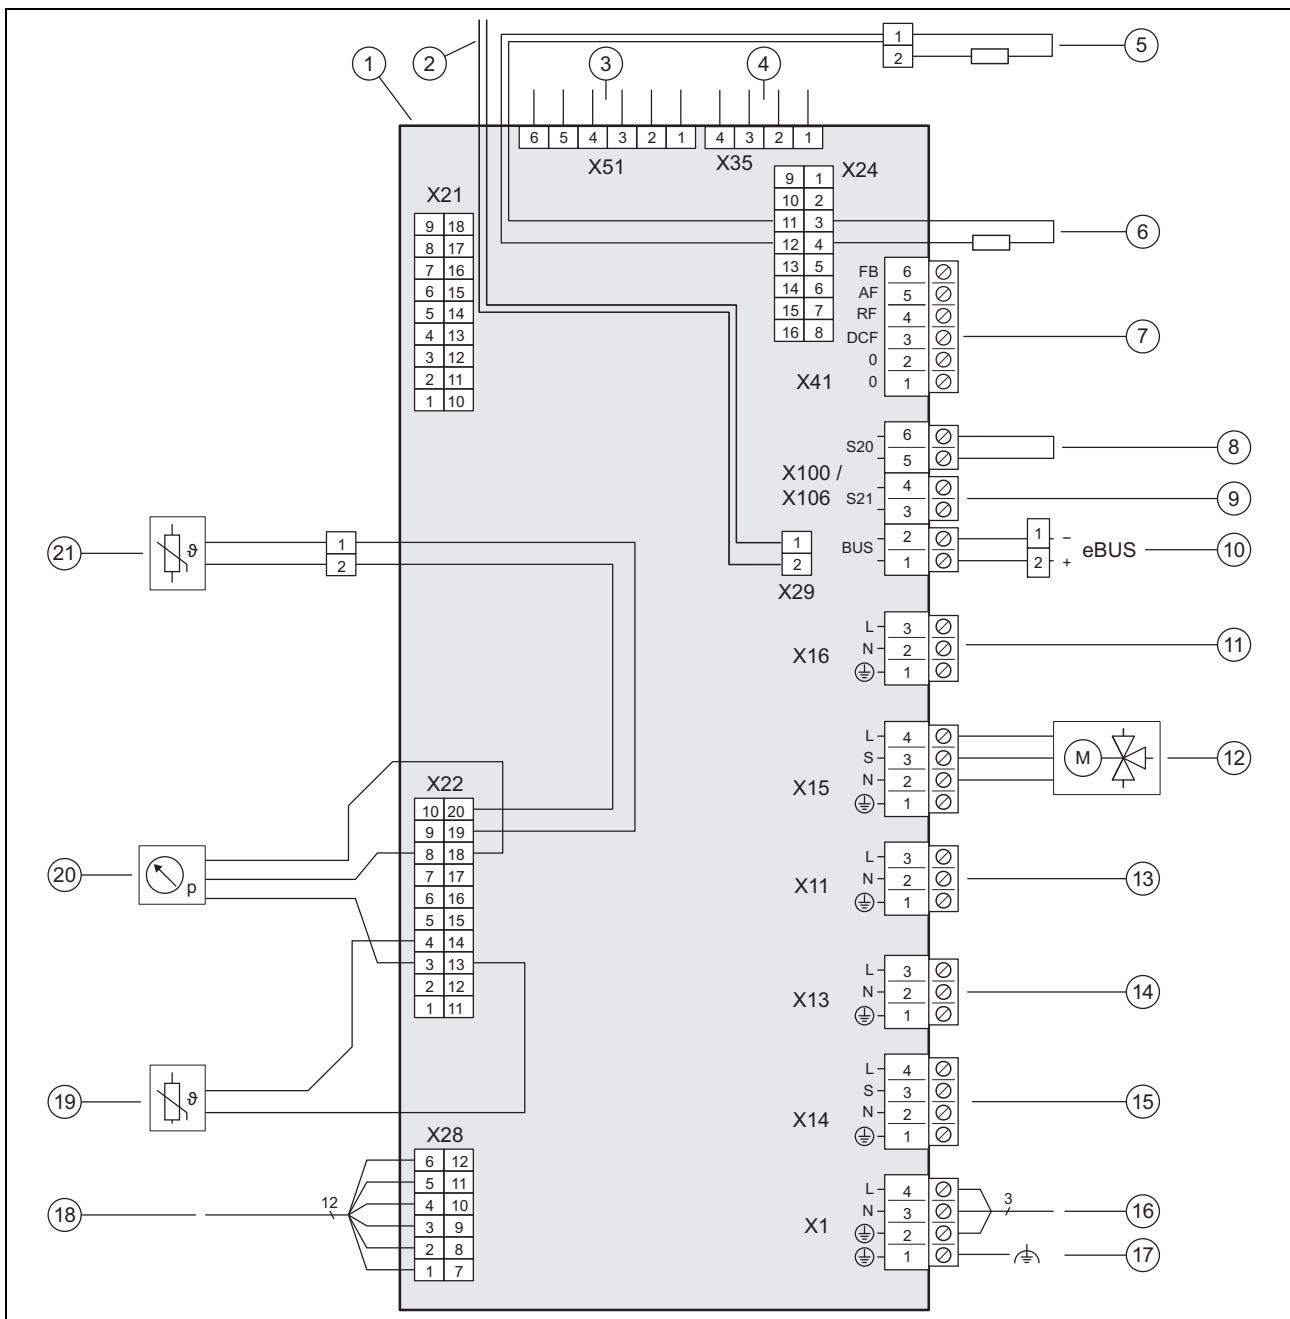 1
2
3
4
5
1
2
6 5 4 3 2 1
4 3 2 1
X51
X35
X24
9 1
10 2
11 3
12 4
13 5
14 6
15 7
16 8
6
X21
9 18
8 17
7 16
6 15
5 14
4 13
3 12
2 11
1 10
FB 6
AF 5
RF 4
DCF 3
0 2
0 1
X41
7
X100 /
X106
S20
6
5
8
S21
4
3
9
BUS
2
1
1 –
2 +
eBUS
10
1
2
X29
21
ϑ
1
2
X16
L 3
N 2
1
11
X15
L 4
S 3
N 2
1
M
12
X22
10 20
9 19
8 18
7 17
6 16
5 15
4 14
3 13
2 12
1 11
20
p
X11
L 3
N 2
1
13
X13
L 3
N 2
1
14
19
ϑ
X14
L 4
S 3
N 2
1
15
X28
6 12
5 11
4 10
3 9
2 8
1 7
18
12
X1
L 4
N 3
2
1
3
16
17